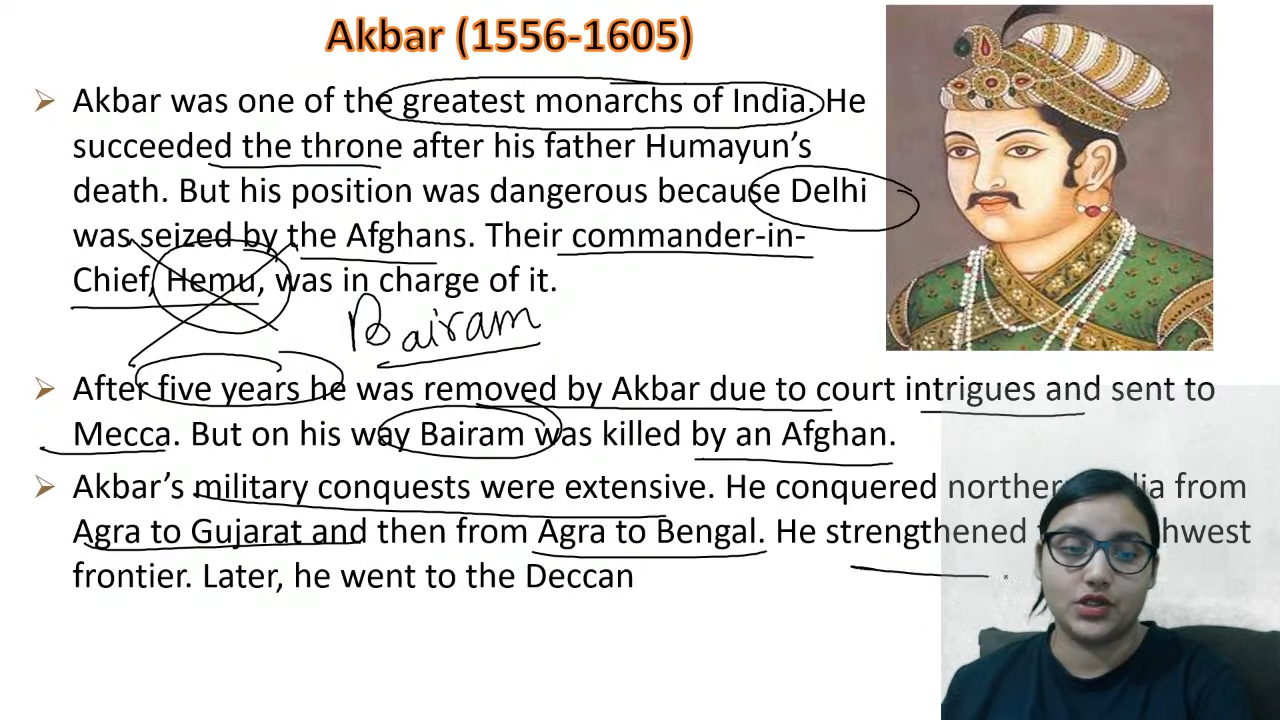 Akbar (1556-1605)
Akbar was one of the greatest monarchs of India. He
succeeded the throne after his father Humayun's
death. But his position was dangerous because Delhi
was seized by the Afghans. Their commander-in-
Chief, Hemu, was in charge of it.
Bairam
After five years he was removed by Akbar due to court intrigues and sent to
Mecca. But on his way Bairam was killed by an Afghan.
Akbar's military conquests were extensive. He conquered northern from
Agra to Gujarat and then from Agra to Bengal. He strengthened
frontier. Later, he went to the Deccan